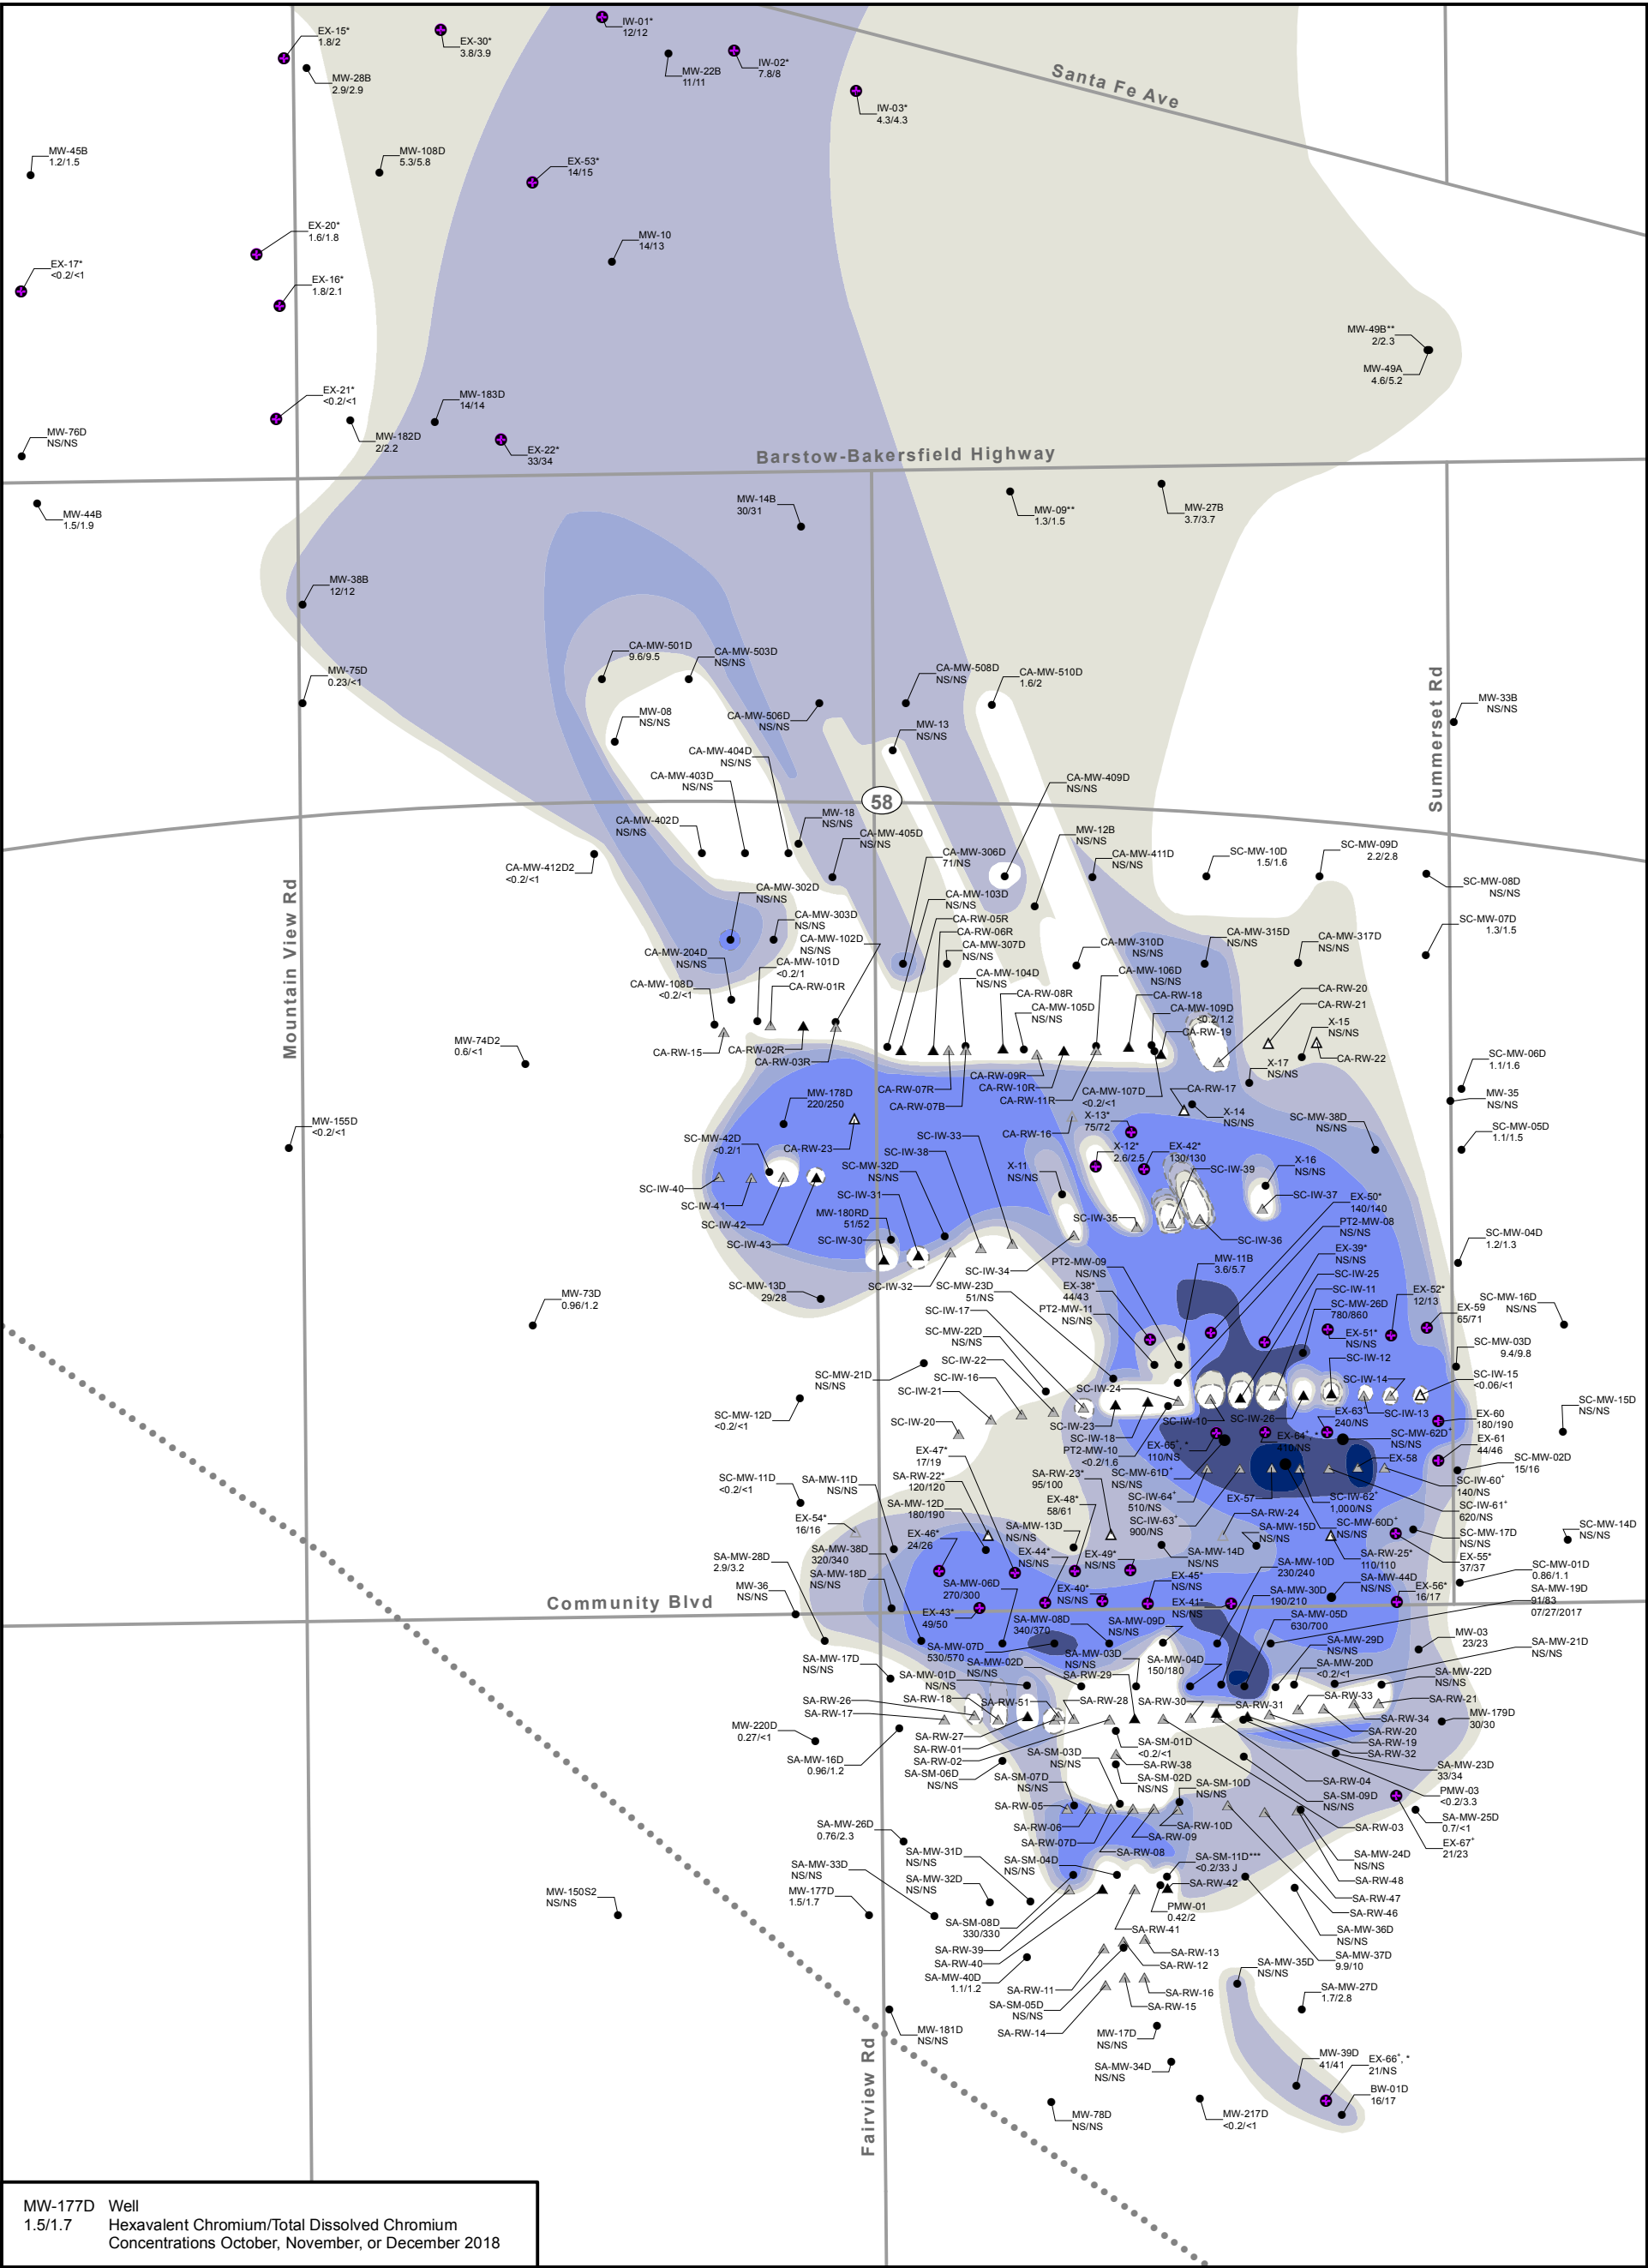 EX-15*
1.8/2
EX-30*
3.8/3.9
IW-01*
12/12
MW-28B
2.9/2.9
MW-22B
11/11
IW-02*
7.8/8
Santa Fe Ave
IW-03*
4.3/4.3
MW-45B
1.2/1.5
MW-108D
5.3/5.8
EX-53*
14/15
EX-20*
1.6/1.8
MW-10
14/13
EX-17*
<0.2/<1
EX-16*
1.8/2.1
MW-49B**
2/2.3
MW-49A
4.6/5.2
EX-21*
<0.2/<1
MW-183D
14/14
MW-76D
NS/NS
MW-182D
2/2.2
EX-22*
33/34
Barstow-Bakersfield Highway
MW-44B
1.5/1.9
MW-14B
30/31
MW-09**
1.3/1.5
MW-27B
3.7/3.7
MW-38B
12/12
MW-75D
0.23/<1
CA-MW-501D
9.6/9.5
CA-MW-503D
NS/NS
CA-MW-508D
NS/NS
CA-MW-510D
1.6/2
MW-33B
NS/NS
Summerset Rd
MW-08
NS/NS
CA-MW-506D
NS/NS
MW-13
NS/NS
CA-MW-404D
NS/NS
CA-MW-403D
NS/NS
CA-MW-409D
NS/NS
58
CA-MW-402D
NS/NS
MW-18
NS/NS
CA-MW-405D
NS/NS
MW-12B
NS/NS
CA-MW-412D2
<0.2/<1
CA-MW-306D
71/NS
CA-MW-411D
NS/NS
SC-MW-10D
1.5/1.6
SC-MW-09D
2.2/2.8
SC-MW-08D
NS/NS
Mountain View Rd
CA-MW-302D
NS/NS
CA-MW-103D
NS/NS
CA-MW-303D
NS/NS
CA-RW-05R
CA-RW-06R
CA-MW-102D
NS/NS
CA-MW-307D
NS/NS
CA-MW-310D
NS/NS
CA-MW-315D
NS/NS
CA-MW-317D
NS/NS
SC-MW-07D
1.3/1.5
CA-MW-204D
NS/NS
CA-MW-101D
<0.2/1
CA-MW-108D
<0.2/<1
CA-RW-01R
CA-MW-104D
NS/NS
CA-MW-106D
NS/NS
CA-RW-08R
CA-MW-105D
NS/NS
CA-RW-18
CA-MW-109D
<0.2/1.2
CA-RW-19
CA-RW-20
CA-RW-21
X-15
NS/NS
CA-RW-22
MW-74D2
0.6/<1
CA-RW-15
CA-RW-02R
CA-RW-03R
CA-RW-07R
CA-RW-07B
CA-RW-09R
CA-RW-10R
CA-RW-11R
X-17
NS/NS
SC-MW-06D
1.1/1.6
MW-35
NS/NS
MW-178D
220/250
CA-MW-107D
<0.2/<1
CA-RW-17
X-13*
75/72
X-14
NS/NS
MW-155D
<0.2/<1
SC-MW-42D
<0.2/1
CA-RW-23
SC-IW-33
SC-IW-38
CA-RW-16
X-12*
2.6/2.5
EX-42*
130/130
SC-MW-38D
NS/NS
SC-MW-05D
1.1/1.5
SC-MW-32D
NS/NS
X-11
SC-IW-39
X-16
NS/NS
SC-IW-40
SC-IW-41
SC-IW-42
SC-IW-43
SC-IW-31
MW-180RD
51/52
SC-IW-30
SC-IW-35
SC-IW-37
SC-IW-36
EX-50*
140/140
PT2-MW-08
NS/NS
SC-MW-04D
1.2/1.3
SC-IW-34
SC-IW-32
PT2-MW-09
NS/NS
MW-11B
3.6/5.7
EX-39*
NS/NS
SC-IW-25
SC-MW-13D
29/28
SC-MW-23D
51/NS
EX-38*
44/43
SC-IW-11
SC-MW-26D
780/860
EX-52*
12/13
EX-59
65/71
SC-MW-16D
NS/NS
MW-73D
0.96/1.2
SC-IW-17
PT2-MW-11
NS/NS
SC-MW-22D
NS/NS
EX-51*
NS/NS
SC-MW-03D
9.4/9.8
SC-IW-22
SC-IW-12
SC-MW-21D
NS/NS
SC-IW-16
SC-IW-24
SC-IW-14
SC-IW-15
<0.06/<1
SC-IW-21
SC-MW-12D
<0.2/<1
SC-IW-20
SC-IW-23
SC-IW-18
SC-IW-10
SC-IW-26
EX-63⁺
240/NS
SC-IW-13
EX-60
180/190
SC-MW-15D
NS/NS
PT2-MW-10
<0.2/1.6
EX-65⁺, *
110/NS
EX-64⁺, *
410/NS
SC-MW-62D⁺
NS/NS
EX-61
44/46
EX-47*
17/19
SC-MW-61D⁺
NS/NS
EX-58
SC-MW-02D
15/16
SC-MW-11D
<0.2/<1
SA-MW-11D
NS/NS
SA-RW-22*
120/120
SA-RW-23*
95/100
SC-IW-60⁺
140/NS
SA-MW-12D
180/190
EX-48*
58/61
SC-IW-64⁺
510/NS
EX-57
SC-IW-62⁺
1,000/NS
SC-IW-61⁺
620/NS
EX-54*
16/16
SC-IW-63⁺
900/NS
SA-RW-24
SC-MW-60D⁺
NS/NS
SC-MW-17D
NS/NS
SC-MW-14D
NS/NS
EX-46*
24/26
SA-MW-13D
NS/NS
SA-MW-15D
NS/NS
SA-MW-38D
320/340
EX-44*
NS/NS
EX-49*
NS/NS
SA-MW-14D
NS/NS
SA-RW-25*
110/110
EX-55*
37/37
SA-MW-28D
2.9/3.2
SA-MW-18D
NS/NS
SA-MW-10D
230/240
SC-MW-01D
0.86/1.1
MW-36
NS/NS
SA-MW-06D
270/300
EX-40*
NS/NS
EX-45*
NS/NS
SA-MW-44D
NS/NS
EX-56*
16/17
SA-MW-19D
91/83
07/27/2017
Community Blvd
EX-43*
49/50
EX-41*
NS/NS
SA-MW-30D
190/210
SA-MW-08D
340/370
SA-MW-09D
NS/NS
SA-MW-05D
630/700
MW-03
23/23
SA-MW-21D
NS/NS
SA-MW-07D
530/570
SA-MW-03D
NS/NS
SA-MW-29D
NS/NS
SA-MW-17D
NS/NS
SA-MW-02D
NS/NS
SA-MW-04D
150/180
SA-MW-20D
<0.2/<1
SA-MW-01D
NS/NS
SA-RW-29
SA-MW-22D
NS/NS
SA-RW-26
SA-RW-17
SA-RW-18
SA-RW-51
SA-RW-28
SA-RW-30
SA-RW-31
SA-RW-33
SA-RW-21
MW-220D
0.27/<1
SA-RW-27
SA-RW-34
MW-179D
30/30
SA-RW-20
SA-RW-19
SA-RW-01
SA-RW-02
SA-SM-01D
<0.2/<1
SA-RW-32
SA-MW-16D
0.96/1.2
SA-SM-03D
NS/NS
SA-RW-38
SA-SM-06D
NS/NS
SA-SM-02D
NS/NS
SA-MW-23D
33/34
SA-SM-07D
NS/NS
SA-SM-10D
NS/NS
SA-RW-04
SA-SM-09D
NS/NS
PMW-03
<0.2/3.3
SA-RW-05
SA-RW-06
SA-RW-10D
SA-RW-03
SA-MW-25D
0.7/<1
SA-MW-26D
0.76/2.3
SA-RW-07D
SA-RW-09
EX-67⁺
21/23
SA-MW-31D
NS/NS
SA-SM-04D
NS/NS
SA-RW-08
SA-SM-11D***
<0.2/33 J
SA-MW-24D
NS/NS
SA-MW-33D
NS/NS
SA-MW-32D
NS/NS
SA-RW-42
SA-RW-48
MW-150S2
NS/NS
MW-177D
1.5/1.7
SA-RW-47
PMW-01
0.42/2
SA-RW-46
SA-SM-08D
330/330
SA-RW-41
SA-MW-36D
NS/NS
SA-RW-39
SA-RW-40
SA-RW-13
SA-RW-12
SA-MW-37D
9.9/10
SA-MW-40D
1.1/1.2
SA-MW-35D
NS/NS
SA-RW-11
SA-RW-16
SA-MW-27D
1.7/2.8
SA-SM-05D
NS/NS
SA-RW-15
MW-181D
NS/NS
SA-RW-14
MW-17D
NS/NS
Fairview Rd
SA-MW-34D
NS/NS
MW-39D
41/41
EX-66⁺, *
21/NS
BW-01D
16/17
MW-78D
NS/NS
MW-217D
<0.2/<1
MW-177D Well
1.5/1.7 Hexavalent Chromium/Total Dissolved Chromium
Concentrations October, November, or December 2018